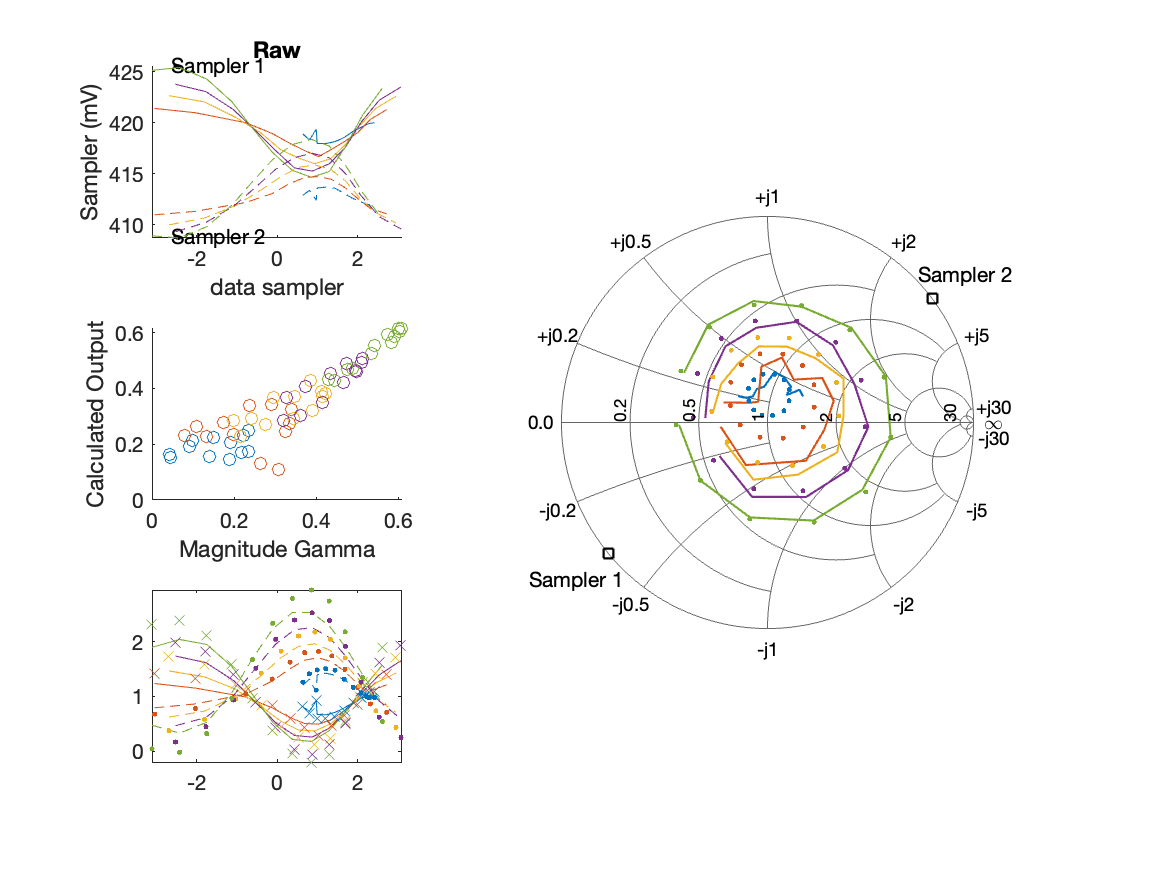 Raw
Sampler 1
425
420
415
410
Sampler (mV)
Sampler 2
-2 0 2
data sampler
0.6
0.4
0.2
0
Calculated Output
0 0.2 0.4 0.6
Magnitude Gamma
2
1
0
-2 0 2
+j1
+j0.5 +j2
Sampler 2
+j0.2 +j5
0.0 0.2 0.5 1 2 5 30 +j30
∞
-j30
-j0.2 -j5
Sampler 1
-j0.5 -j2
-j1